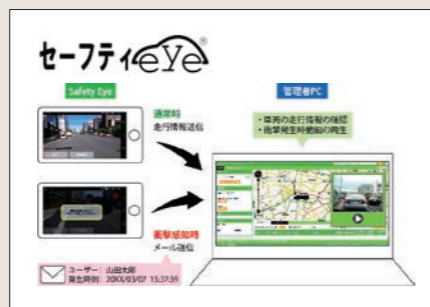 セーフティeye®
Safety Eye
管理者PC
通常時
走行情報送信
・車両の走行情報の確認
・衝撃発生時動画の再生
衝撃感知時
メール送信
ユーザー：山田太郎
発生時刻：20XX/03/07 15:37:39